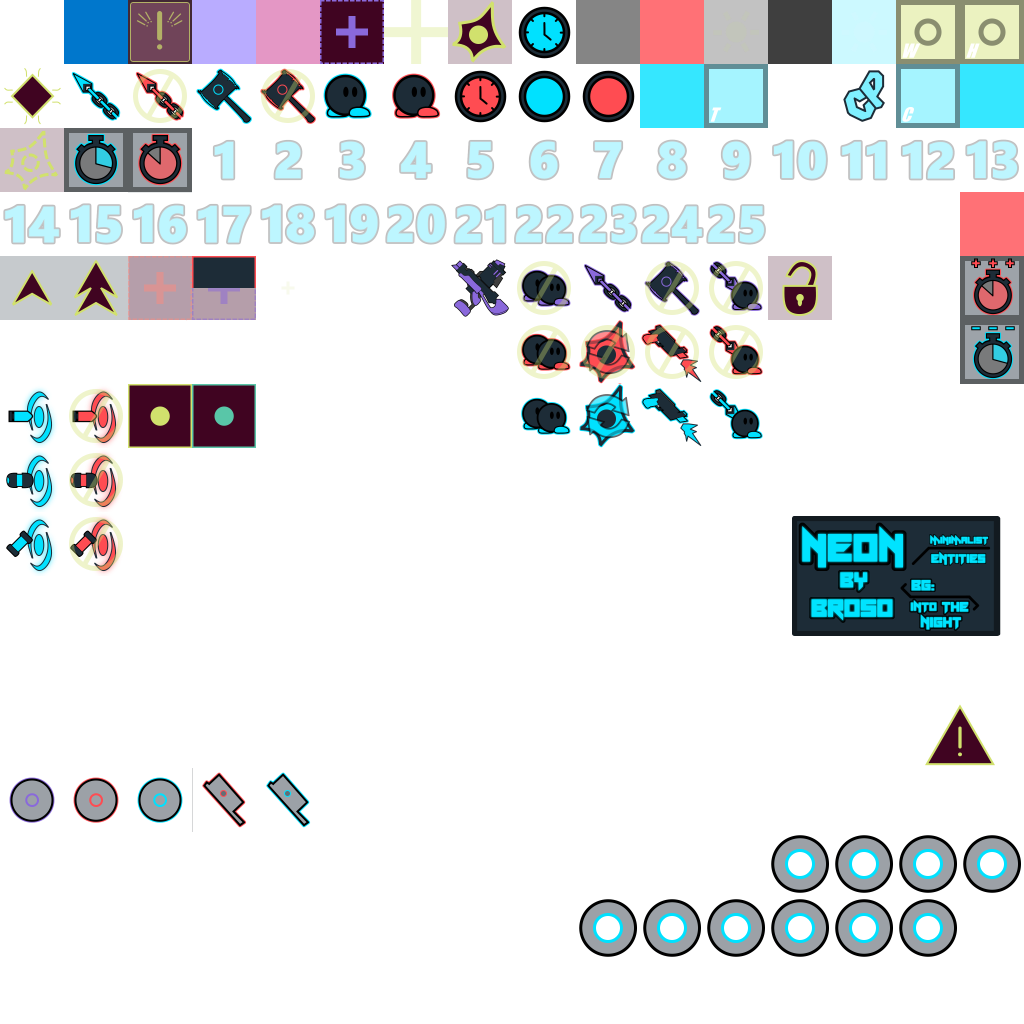 W H
T C
1 2 3 4 5 6 7 8 9 10 11 12 13
14 15 16 17 18 19 20 21 22 23 24 25
NEON
BY
BROSO
MINIMALIST
ENTITIES
BG:
INTO THE
NIGHT
!